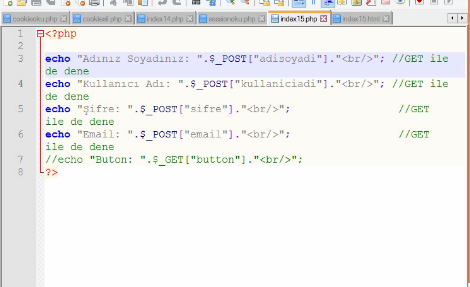 cookieoku.php cookiesil.php index14.php sessionoku.php index15.php index15.html
1 <?php
2
3 echo "Adınız Soyadınız: ".$_POST["adisoyadi"]."<br/>"; //GET ile
de dene
4 echo "Kullanıcı Adı: ".$_POST["kullaniciadi"]."<br/>"; //GET ile
de dene
5 echo "Şifre: ".$_POST["sifre"]."<br/>"; //GET
ile de dene
6 echo "Email: ".$_POST["email"]."<br/>"; //GET
ile de dene
7 //echo "Buton: ".$_GET["button"]."<br/>";
8 ?>